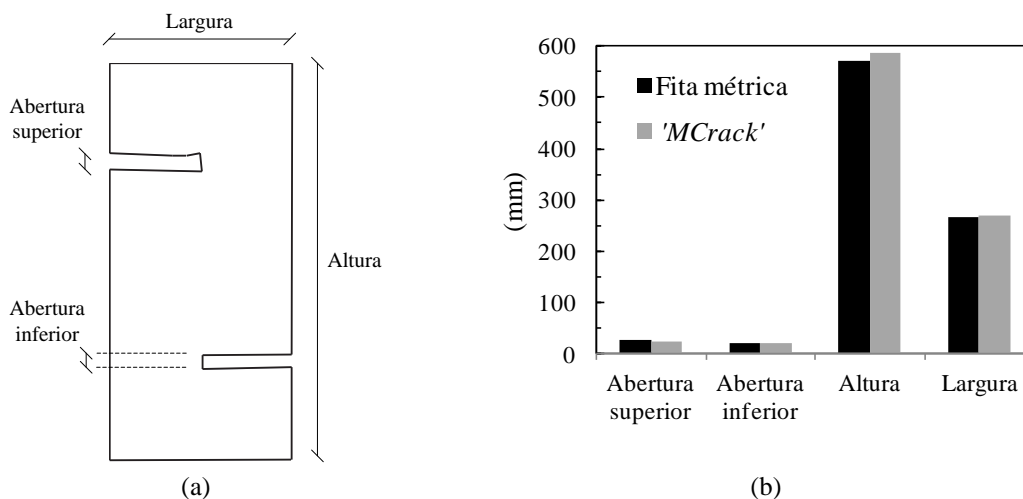 Largura
Abertura
superior
Altura
Abertura
inferior
(a)
600
500
400
300
200
100
0
(mm)
Fita métrica
'MCrack'
Abertura
superior
Abertura
inferior
Altura
Largura
(b)